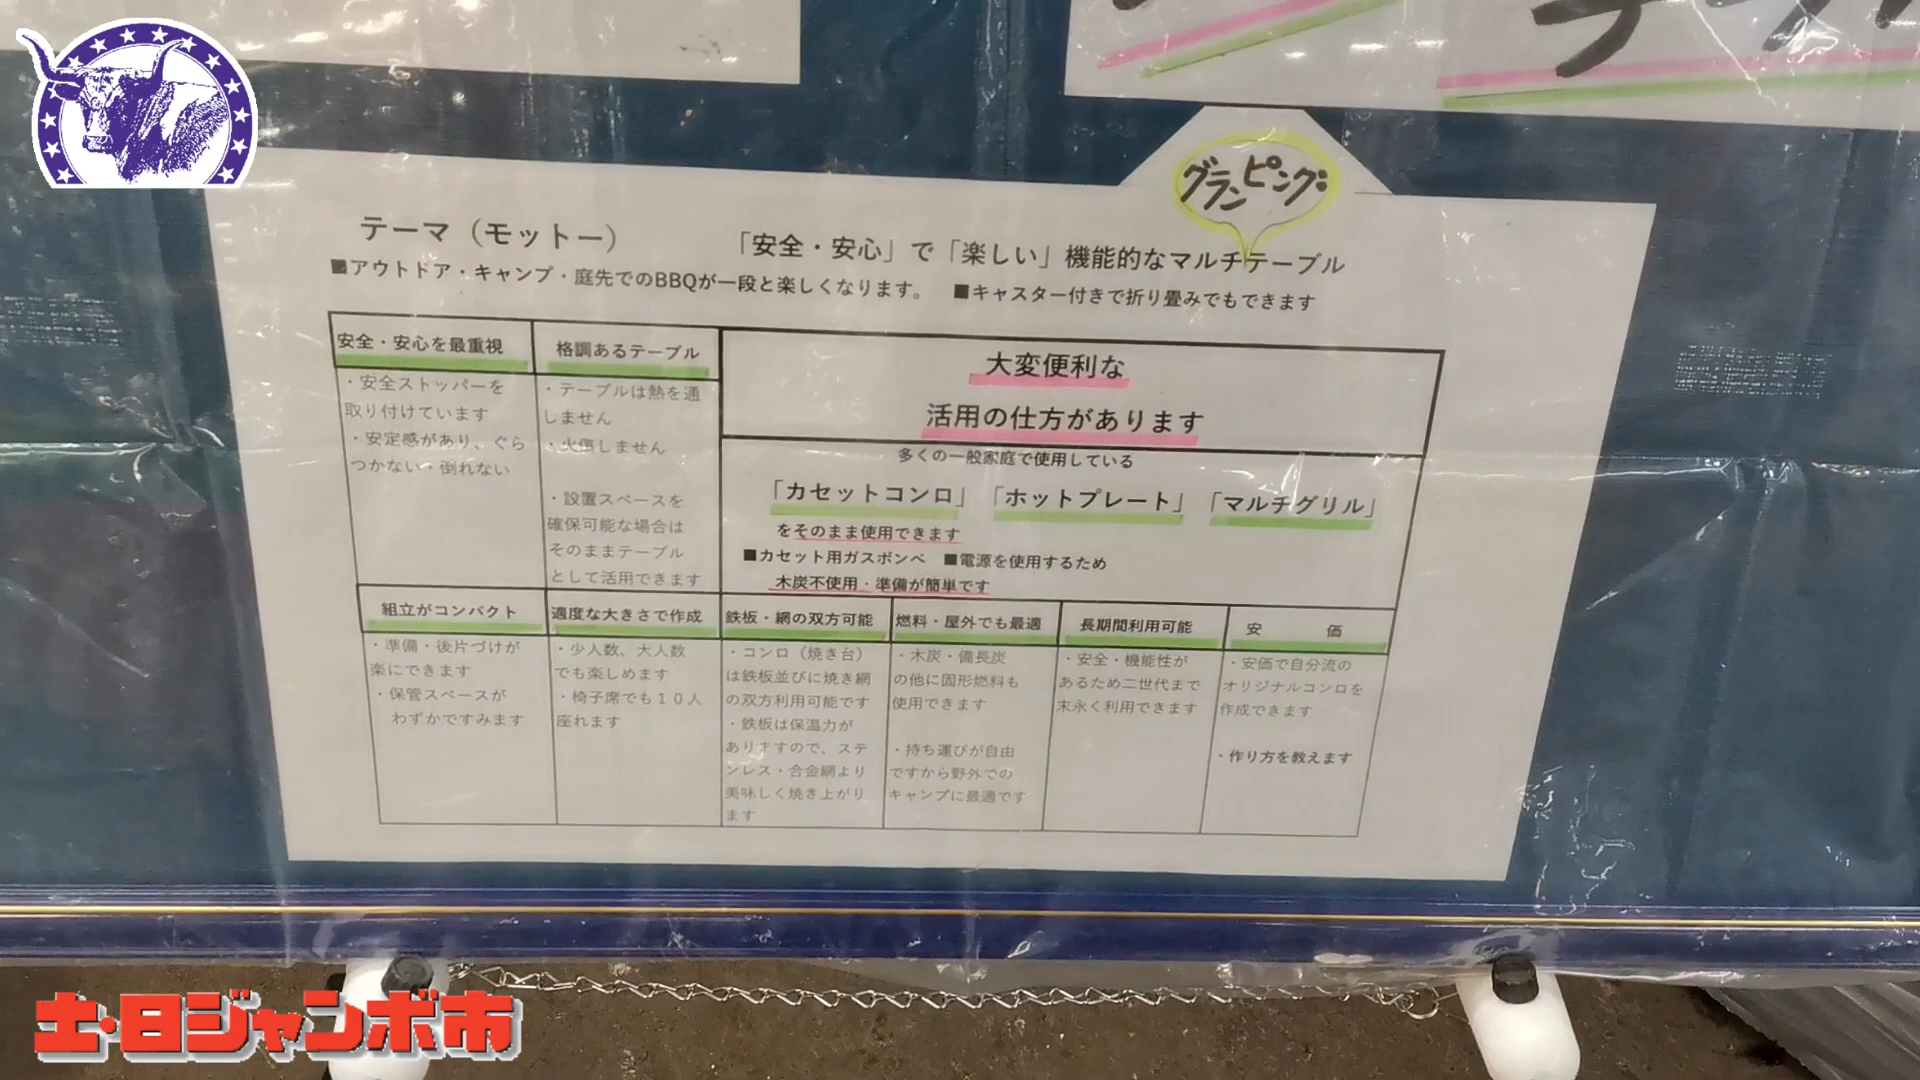 グランピング
テーマ（モットー）　「安全・安心」で「楽しい」機能的なマルチテーブル
■アウトドア・キャンプ・庭先でのBBQが一段と楽しくなります。　■キャスター付きで折り畳みでもできます
安全・安心を最重視
・安全ストッパーを
取り付けています
・安定感があり、ぐら
つかない・倒れない
格調あるテーブル
・テーブルは熱を通
しません
・火傷しません
・設置スペースを
確保可能な場合は
そのままテーブル
として活用できます
大変便利な
活用の仕方があります
多くの一般家庭で使用している
「カセットコンロ」「ホットプレート」「マルチグリル」
をそのまま使用できます
■カセット用ガスボンベ　■電源を使用するため
木炭不使用・準備が簡単です
組立がコンパクト
・準備・後片づけが
楽にできます
・保管スペースが
わずかですみます
適度な大きさで作成
・少人数、大人数
でも楽しめます
・椅子席でも１０人
座れます
鉄板・網の双方可能
・コンロ（焼き台）
は鉄板並びに焼き網
の双方利用可能です
・鉄板は保温力が
ありますので、ステ
ンレス・合金網より
美味しく焼き上がり
ます
燃料・屋外でも最適
・木炭・備長炭
の他に固形燃料も
使用できます
・持ち運びが自由
ですから野外での
キャンプに最適です
長期間利用可能
・安全・機能性が
あるため二世代まで
末永く利用できます
安　価
・安価で自分流の
オリジナルコンロを
作成できます
・作り方を教えます
土・日ジャンボ市